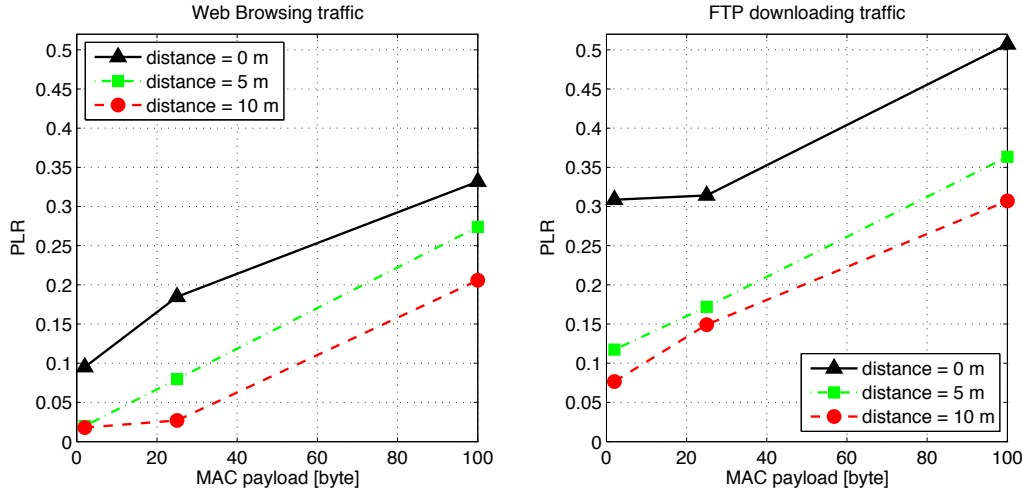 Web Browsing traffic
0.5
0.45
0.4
0.35
0.3
0.25
0.2
0.15
0.1
0.05
0
PLR
distance = 0 m
distance = 5 m
distance = 10 m
0
20
40
60
80
100
MAC payload [byte]
FTP downloading traffic
0.5
0.45
0.4
0.35
0.3
0.25
0.2
0.15
0.1
0.05
0
PLR
distance = 0 m
distance = 5 m
distance = 10 m
0
20
40
60
80
100
MAC payload [byte]